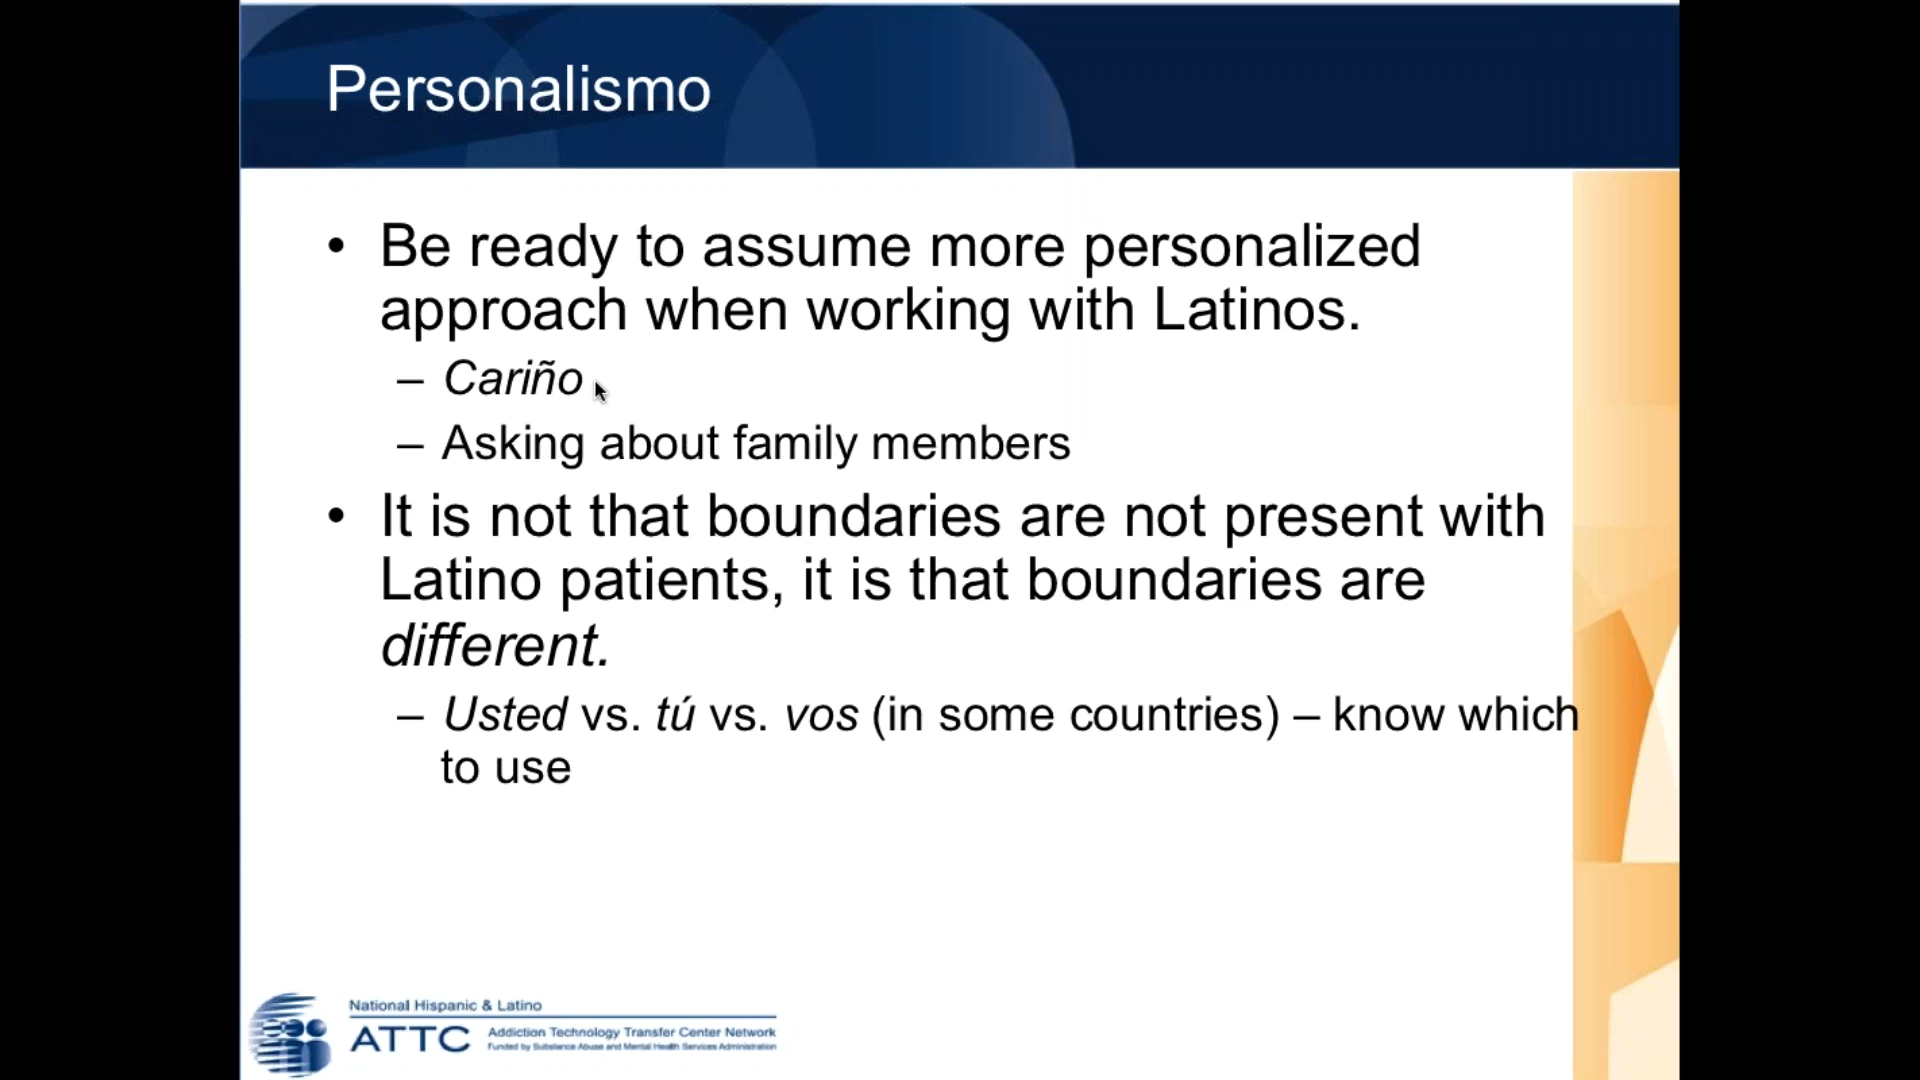 Personalismo
• Be ready to assume more personalized
approach when working with Latinos.
– Cariño
– Asking about family members
• It is not that boundaries are not present with
Latino patients, it is that boundaries are
different.
– Usted vs. tú vs. vos (in some countries) – know which
to use
National Hispanic & Latino
ATTC
Addiction Technology Transfer Center Network
Funded by Substance Abuse and Mental Health Services Administration